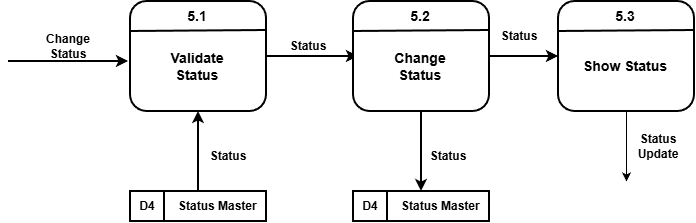 5.1
5.2
5.3
Change
Status
Validate
Status
Status
Change
Status
Status
Show Status
Status
Status
Status
Update
D4
Status Master
D4
Status Master